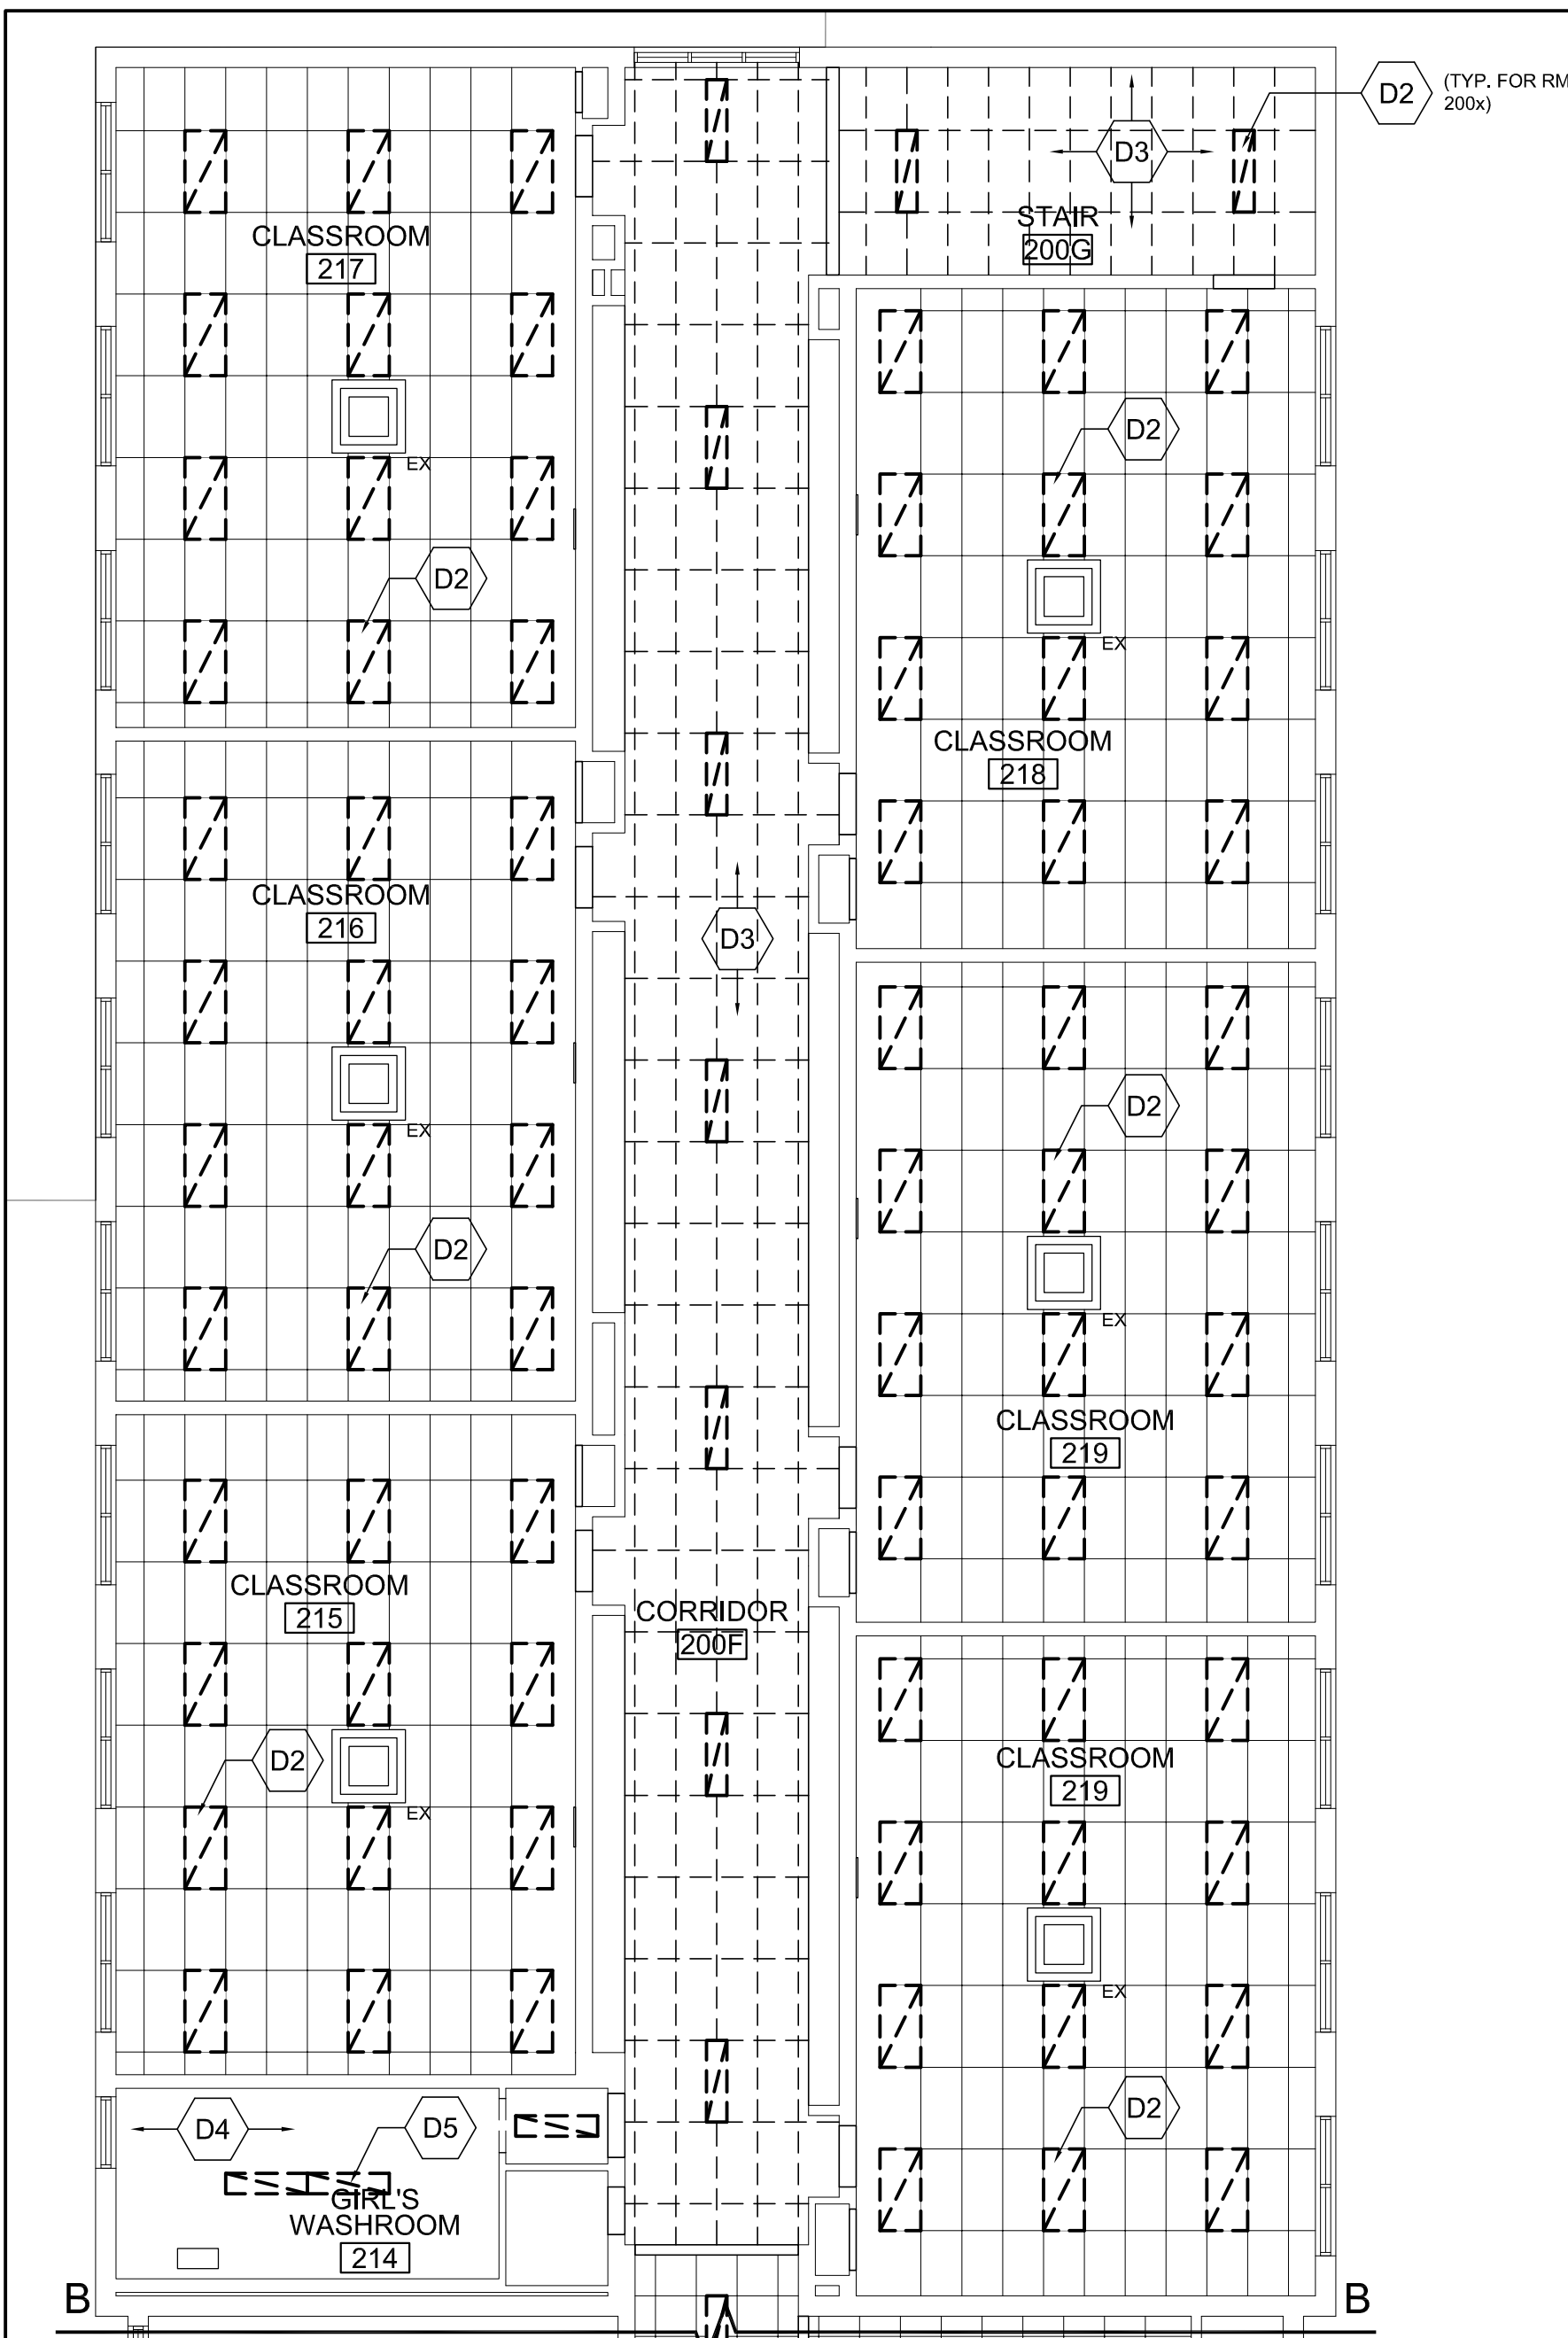 D2
(TYP. FOR RM
200x)
D3
STAIR
200G
CLASSROOM
217
EX
D2
D2
EX
CLASSROOM
218
CLASSROOM
216
D3
EX
D2
D2
EX
CLASSROOM
219
CLASSROOM
215
CORRIDOR
200F
D2
EX
CLASSROOM
219
EX
D2
D4
D5
GIRL'S
WASHROOM
214
B
B